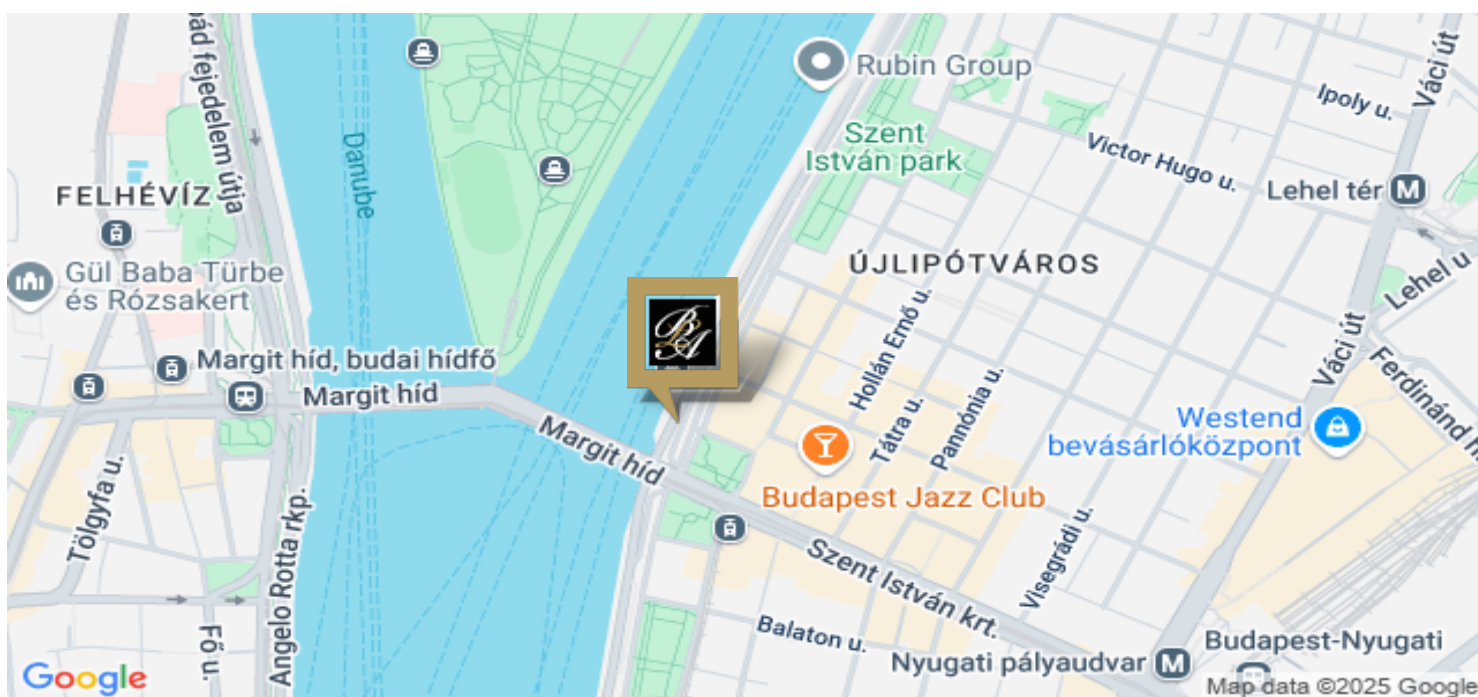 ád fejedelem útja
Rubin Group
Váci út
Ipoly u.
Danube
Szent
István park
Victor Hugo u.
Lehel tér
M
FELHÉVÍZ
Gül Baba Türbe
és Rózsakert
ÚJLIPÓTVÁROS
Lehel u
BLA
Hollán Ernő u.
Váci út
Margit híd, budai hídfő
Margit híd
Tátra u.
Pannónia u.
Ferdinánd h
Westend
bevásárlóközpont
Margit híd
Budapest Jazz Club
Tölgyfa u.
Angelo Rotta rkp.
Szent István krt.
Visegrádi u.
Fő u.
Balaton u.
Budapest-Nyugati
Nyugati pályaudvar
M
Google
Map data ©2025 Google